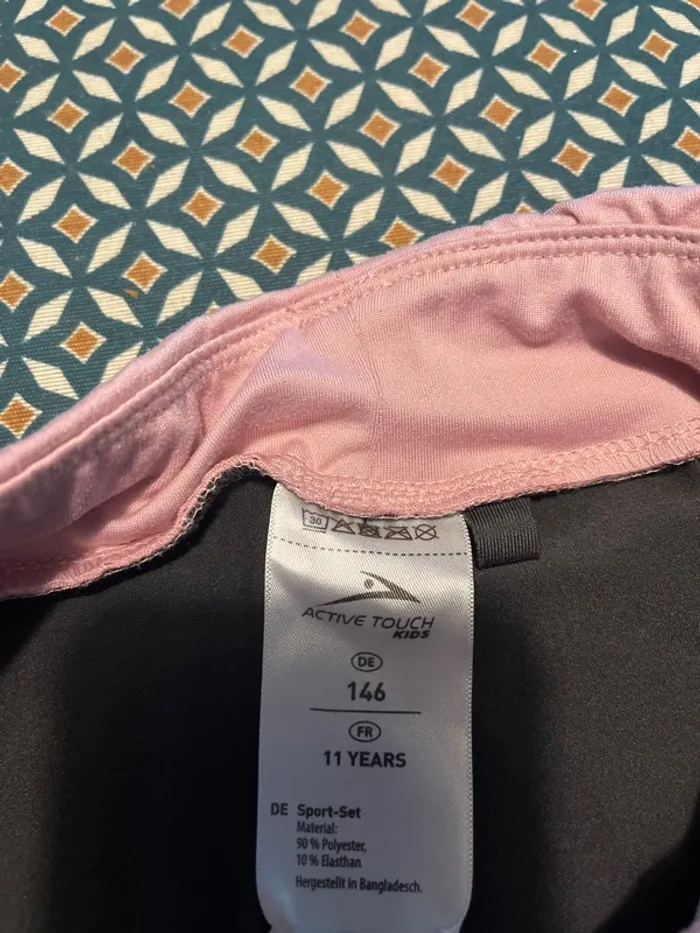 30
ACTIVE TOUCH
KIDS
DE
146
FR
11 YEARS
DE Sport-Set
Material:
90 % Polyester,
10 % Elasthan
Hergestellt in Bangladesch.